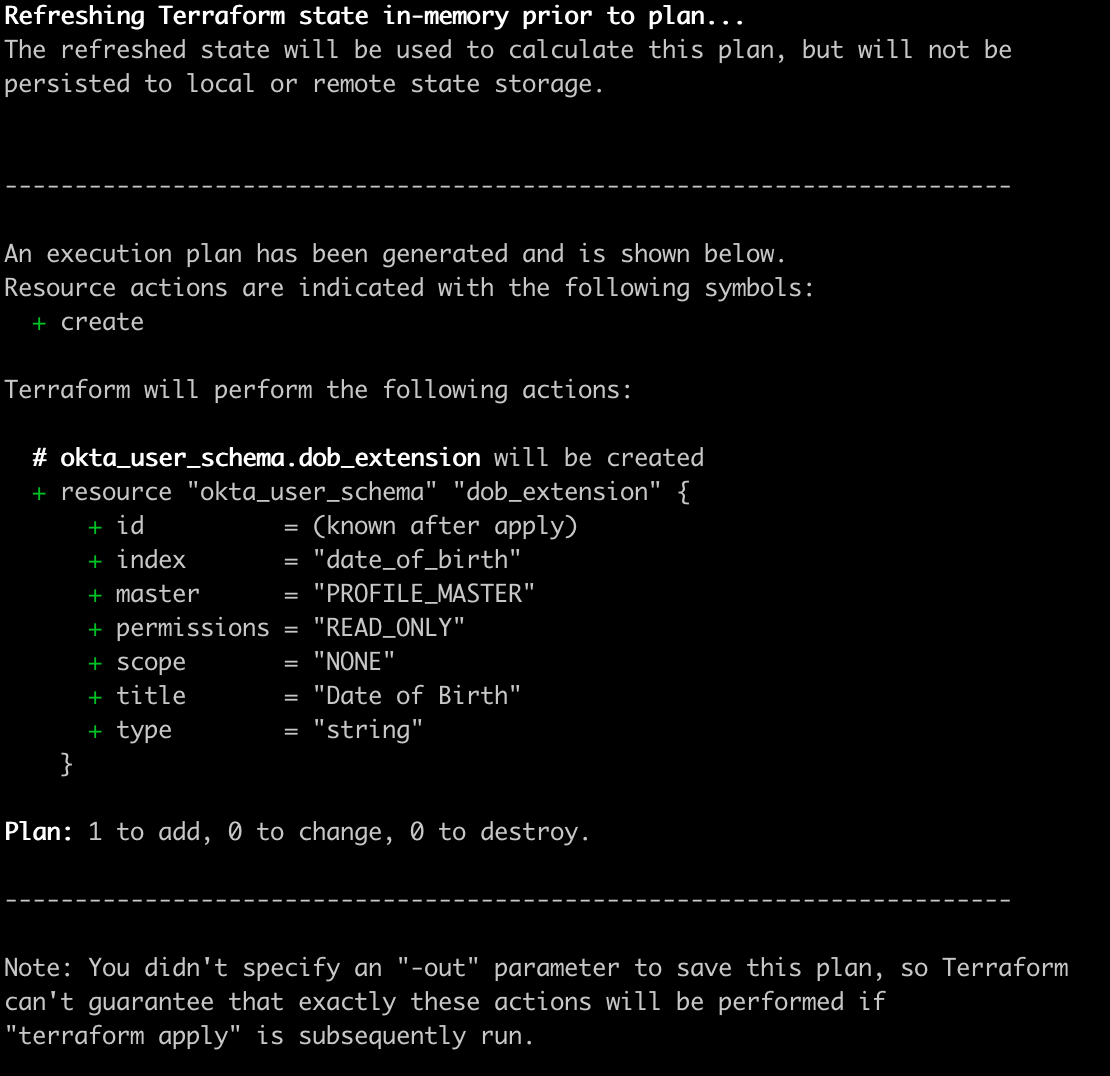 Refreshing Terraform state in-memory prior to plan...
The refreshed state will be used to calculate this plan, but will not be
persisted to local or remote state storage.
------------------------------------------------------------------------
An execution plan has been generated and is shown below.
Resource actions are indicated with the following symbols:
  + create
Terraform will perform the following actions:
  # okta_user_schema.dob_extension will be created
  + resource "okta_user_schema" "dob_extension" {
      + id          = (known after apply)
      + index       = "date_of_birth"
      + master      = "PROFILE_MASTER"
      + permissions = "READ_ONLY"
      + scope       = "NONE"
      + title       = "Date of Birth"
      + type        = "string"
    }
Plan: 1 to add, 0 to change, 0 to destroy.
------------------------------------------------------------------------
Note: You didn't specify an "-out" parameter to save this plan, so Terraform
can't guarantee that exactly these actions will be performed if
"terraform apply" is subsequently run.